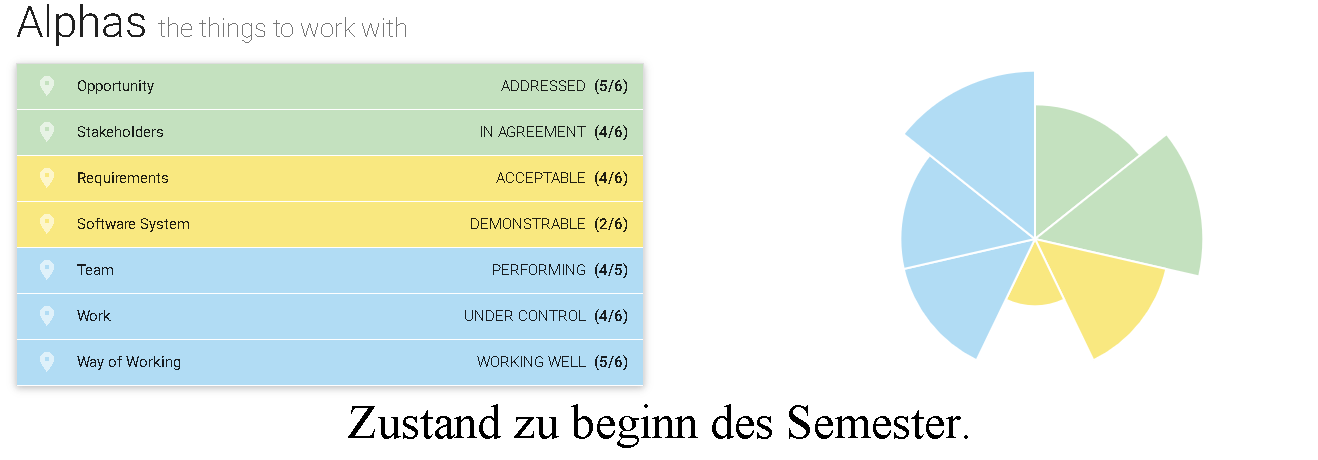 Alphas the things to work with
Opportunity ADDRESSED (5/6)
Stakeholders IN AGREEMENT (4/6)
Requirements ACCEPTABLE (4/6)
Software System DEMONSTRABLE (2/6)
Team PERFORMING (4/5)
Work UNDER CONTROL (4/6)
Way of Working WORKING WELL (5/6)
Zustand zu beginn des Semester.